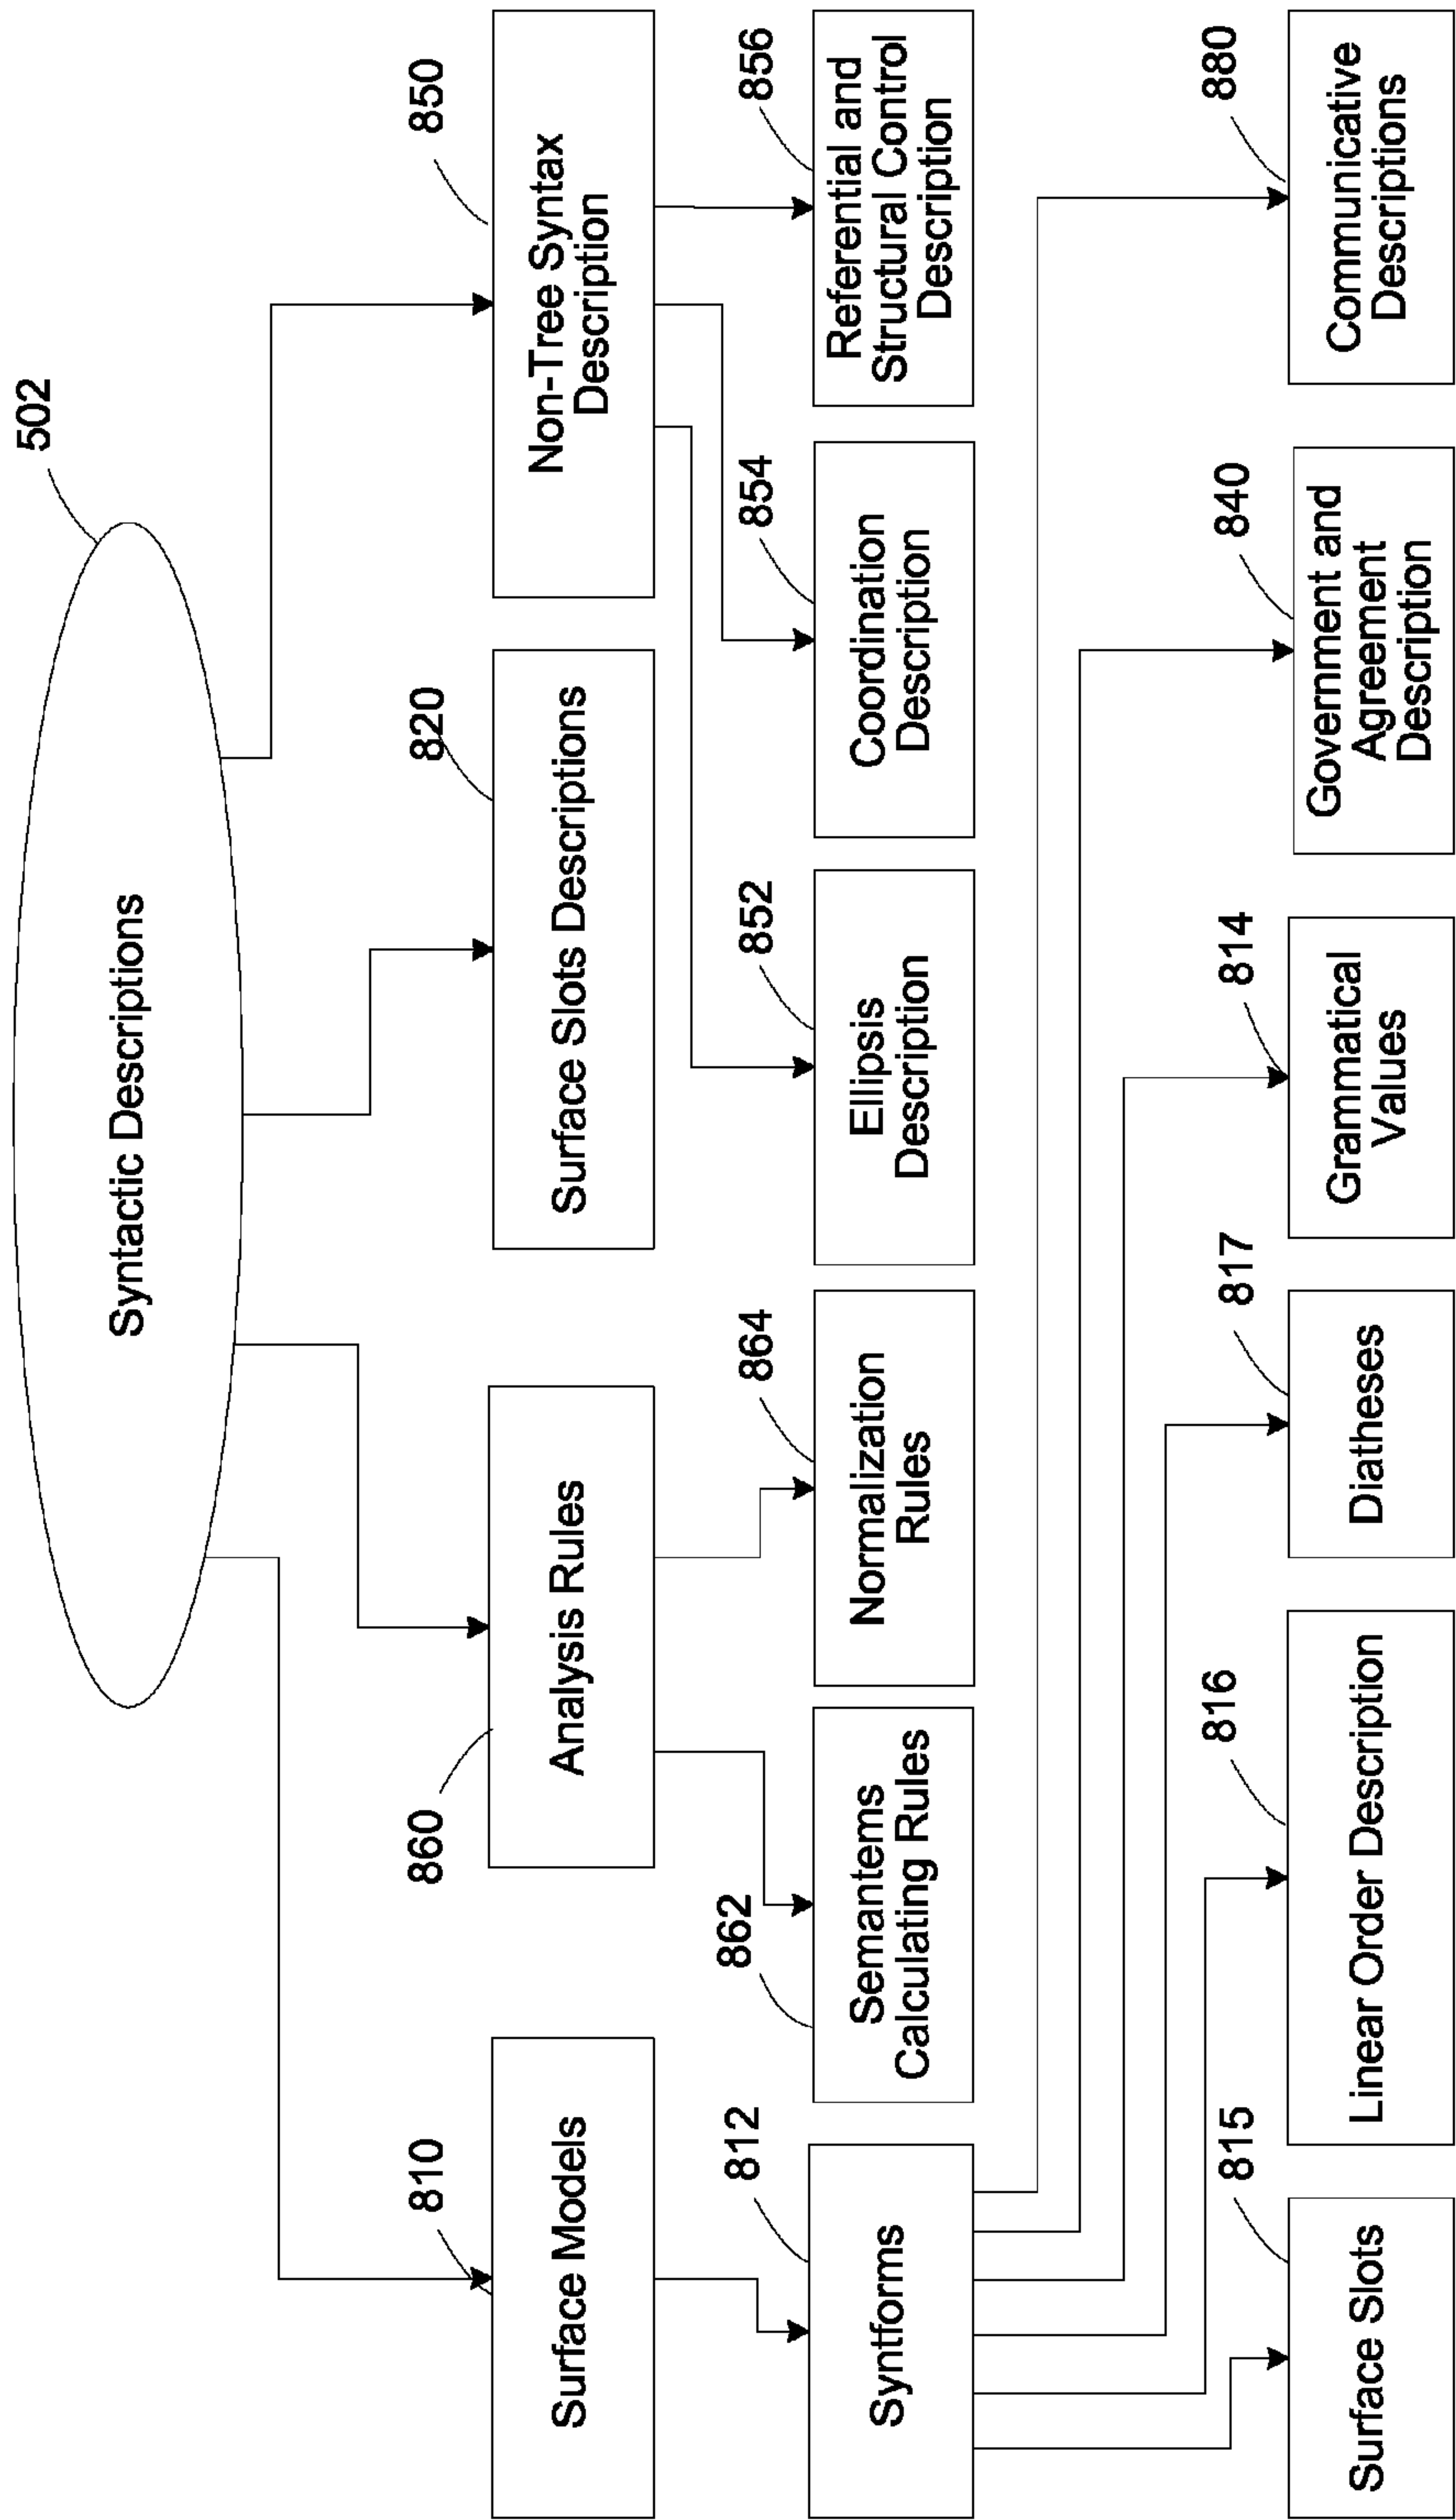 502
Syntactic Descriptions
810
860
820
850
Surface Models
Analysis Rules
Surface Slots Descriptions
Non-Tree Syntax
Description
812
862
864
852
854
856
Syntforms
Semantems
Calculating Rules
Normalization
Rules
Ellipsis
Description
Coordination
Description
Referential and
Structural Control
Description
815
816
817
814
840
880
Surface Slots
Linear Order Description
Diatheses
Grammatical
Values
Government and
Agreement
Description
Communicative
Descriptions